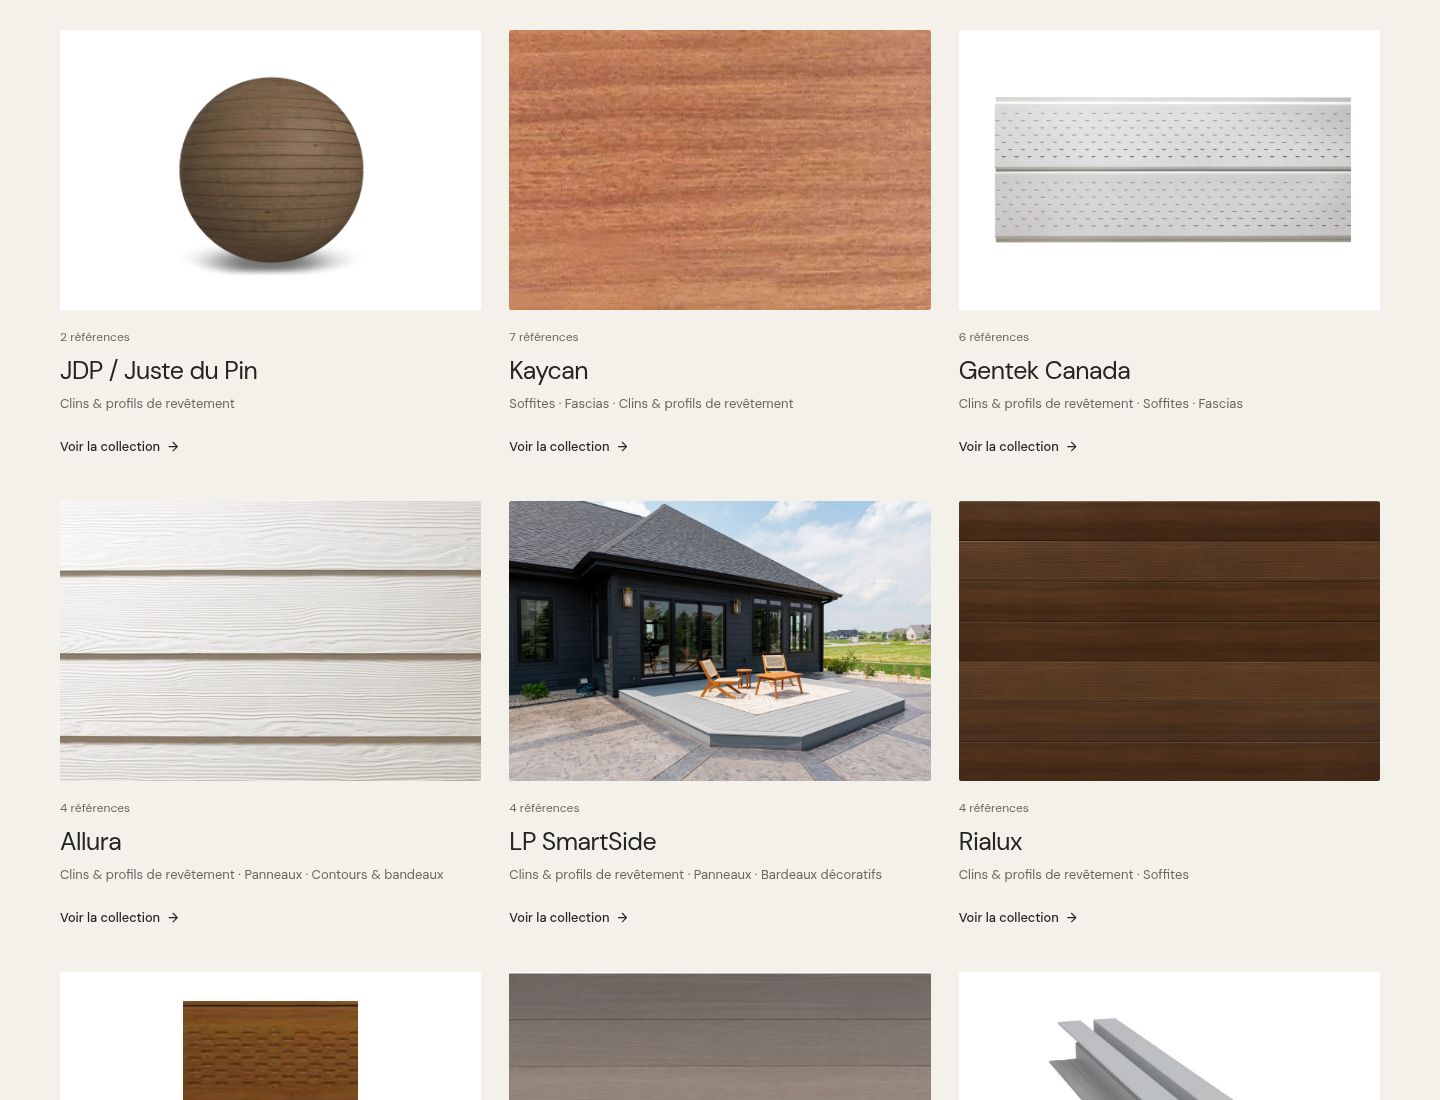 2 références
JDP / Juste du Pin
Clins & profils de revêtement
Voir la collection →
7 références
Kaycan
Soffites · Fascias · Clins & profils de revêtement
Voir la collection →
6 références
Gentek Canada
Clins & profils de revêtement · Soffites · Fascias
Voir la collection →
4 références
Allura
Clins & profils de revêtement · Panneaux · Contours & bandeaux
Voir la collection →
4 références
LP SmartSide
Clins & profils de revêtement · Panneaux · Bardeaux décoratifs
Voir la collection →
4 références
Rialux
Clins & profils de revêtement · Soffites
Voir la collection →